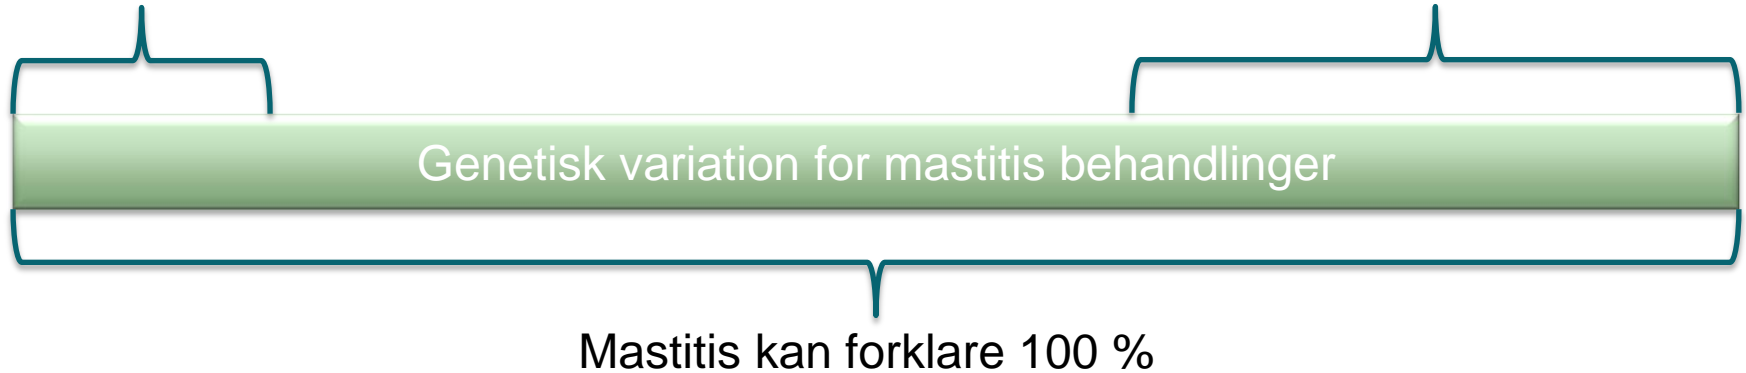 Genetisk variation for mastitis behandlinger
Mastitis kan forklare 100 %